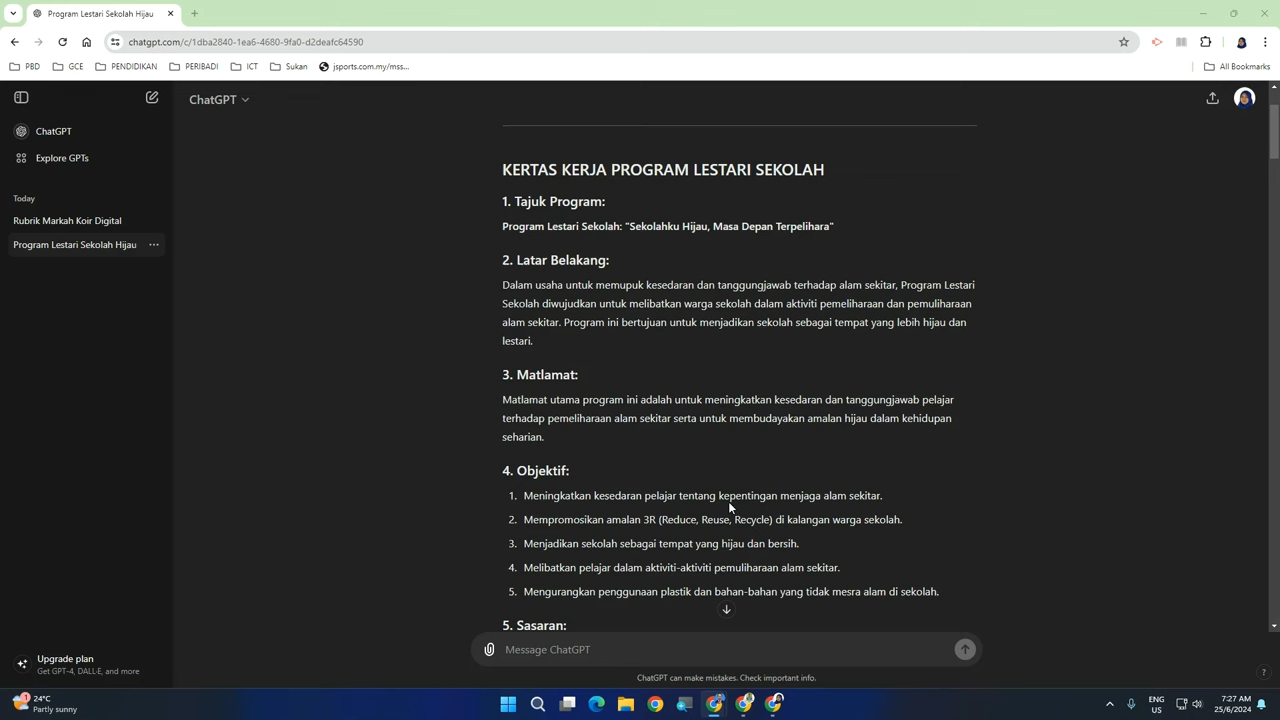 Program Lestari Sekolah Hijau
chatgpt.com/c/1dba2840-1ea6-4680-9fa0-d2deafc64590
PBD
GCE
PENDIDIKAN
PERIBADI
ICT
Sukan
jsports.com.my/mss...
All Bookmarks
ChatGPT
ChatGPT
Explore GPTs
Today
Rubrik Markah Koir Digital
Program Lestari Sekolah Hijau
KERTAS KERJA PROGRAM LESTARI SEKOLAH
1. Tajuk Program:
Program Lestari Sekolah: "Sekolahku Hijau, Masa Depan Terpelihara"
2. Latar Belakang:
Dalam usaha untuk memupuk kesedaran dan tanggungjawab terhadap alam sekitar, Program Lestari
Sekolah diwujudkan untuk melibatkan warga sekolah dalam aktiviti pemeliharaan dan pemuliharaan
alam sekitar. Program ini bertujuan untuk menjadikan sekolah sebagai tempat yang lebih hijau dan
lestari.
3. Matlamat:
Matlamat utama program ini adalah untuk meningkatkan kesedaran dan tanggungjawab pelajar
terhadap pemeliharaan alam sekitar serta untuk membudayakan amalan hijau dalam kehidupan
seharian.
4. Objektif:
1. Meningkatkan kesedaran pelajar tentang kepentingan menjaga alam sekitar.
2. Mempromosikan amalan 3R (Reduce, Reuse, Recycle) di kalangan warga sekolah.
3. Menjadikan sekolah sebagai tempat yang hijau dan bersih.
4. Melibatkan pelajar dalam aktiviti-aktiviti pemuliharaan alam sekitar.
5. Mengurangkan penggunaan plastik dan bahan-bahan yang tidak mesra alam di sekolah.
5. Sasaran:
Message ChatGPT
ChatGPT can make mistakes. Check important info.
?
Upgrade plan
Get GPT-4, DALL·E, and more
1
24°C
Partly sunny
ENG
US
7:27 AM
25/6/2024